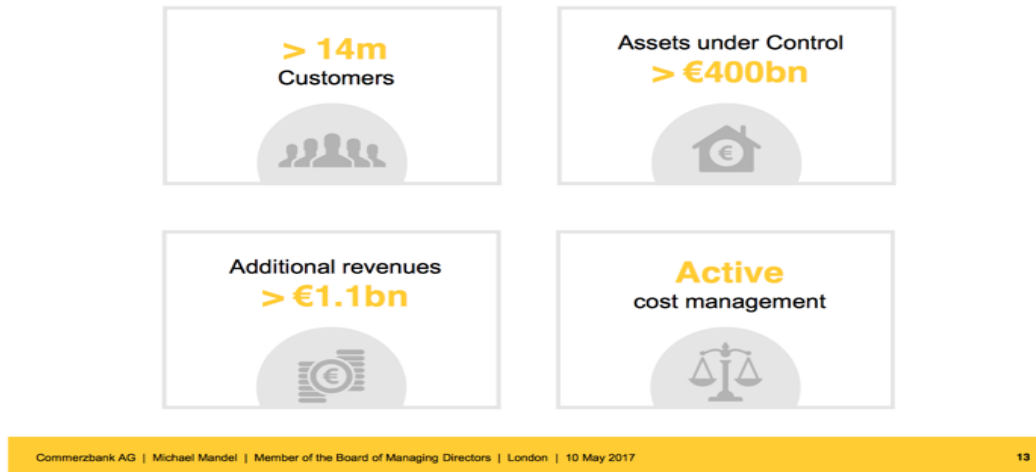 > 14m
Customers
Assets under Control
> €400bn
€
Additional revenues
> €1.1bn
€
Active
cost management
Commerzbank AG | Michael Mandel | Member of the Board of Managing Directors | London | 10 May 2017
13